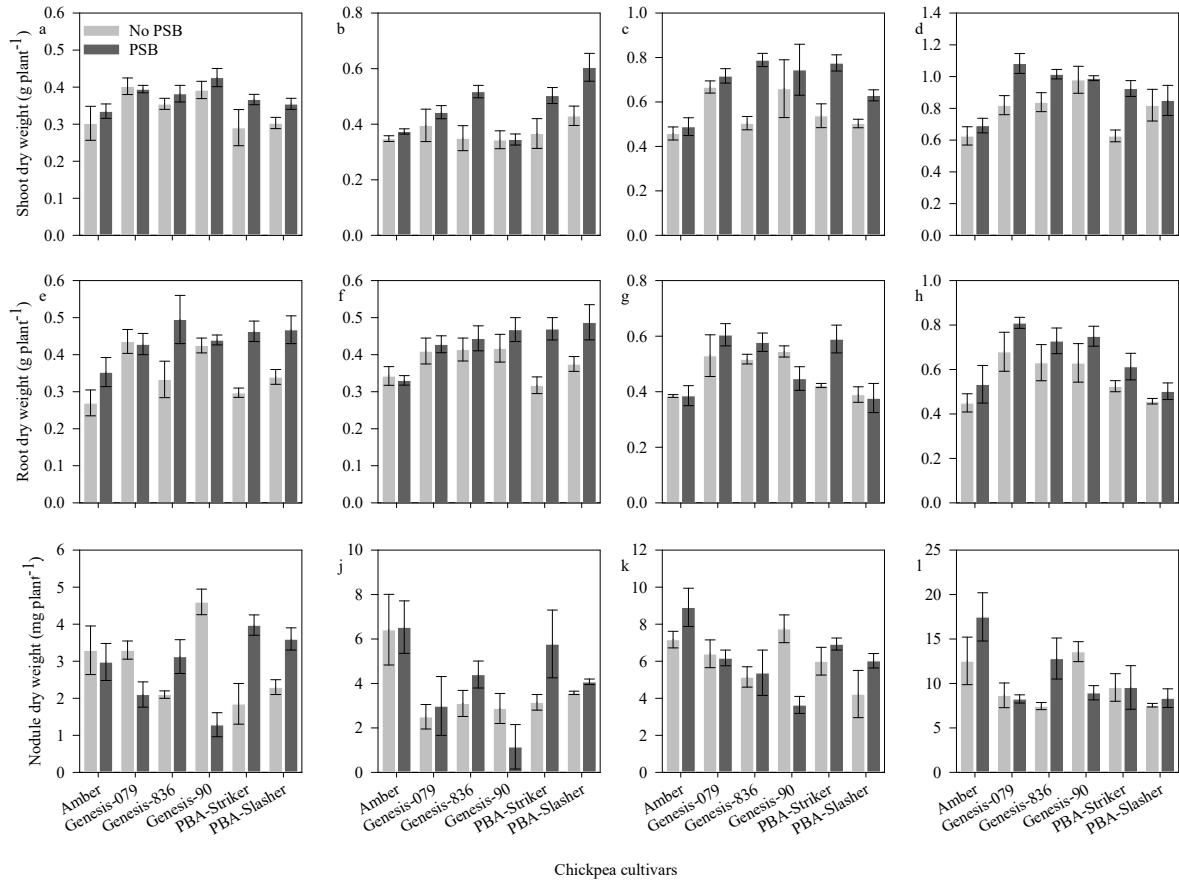 a
No PSB
PSB
b
c
d
Shoot dry weight (g plant⁻¹)
0.6
0.5
0.4
0.3
0.2
0.1
0.0
0.8
0.6
0.4
0.2
0.0
1.0
0.8
0.6
0.4
0.2
0.0
1.4
1.2
1.0
0.8
0.6
0.4
0.2
0.0
e
f
g
h
Root dry weight (g plant⁻¹)
0.6
0.5
0.4
0.3
0.2
0.1
0.0
0.6
0.5
0.4
0.3
0.2
0.1
0.0
0.8
0.6
0.4
0.2
0.0
1.0
0.8
0.6
0.4
0.2
0.0
i
j
k
l
Nodule dry weight (mg plant⁻¹)
6
5
4
3
2
1
0
10
8
6
4
2
0
12
10
8
6
4
2
0
25
20
15
10
5
0
Amber
Genesis-079
Genesis-836
Genesis-90
PBA-Striker
PBA-Slasher
Amber
Genesis-079
Genesis-836
Genesis-90
PBA-Striker
PBA-Slasher
Amber
Genesis-079
Genesis-836
Genesis-90
PBA-Striker
PBA-Slasher
Amber
Genesis-079
Genesis-836
Genesis-90
PBA-Striker
PBA-Slasher
Chickpea cultivars